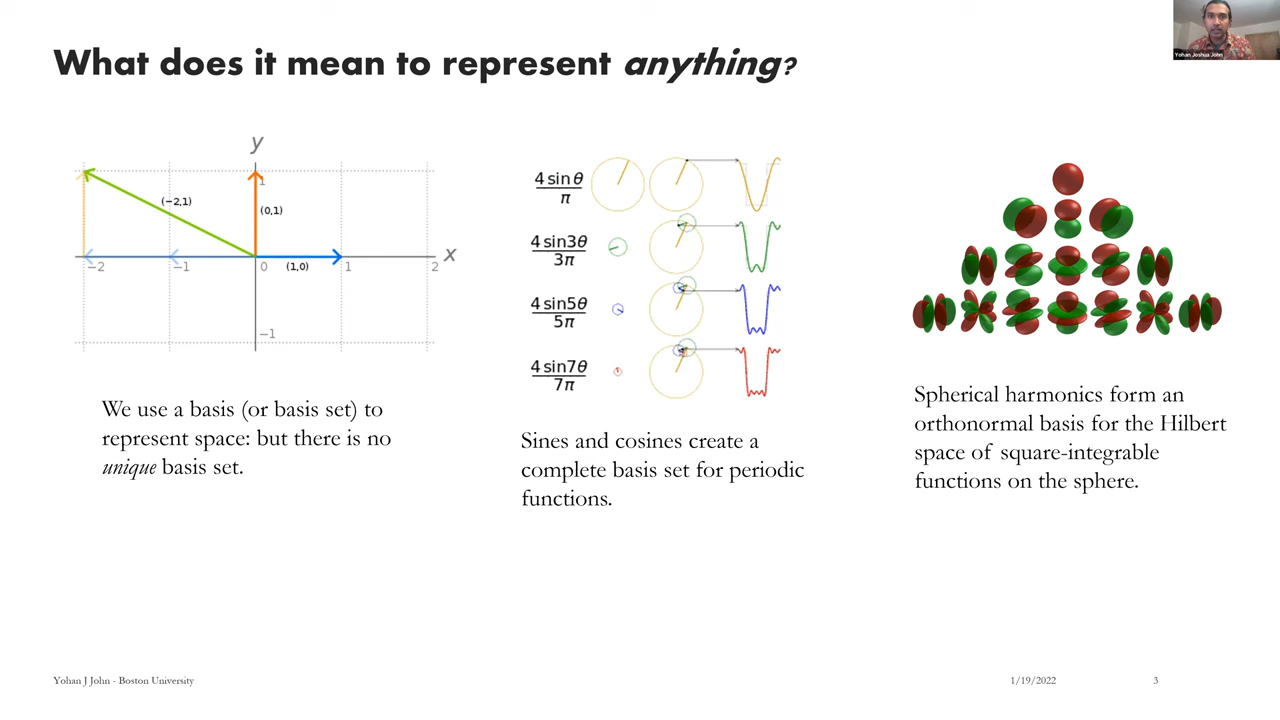 Yohan Joshua John
What does it mean to represent anything?
y
1
(-2,1)
(0,1)
x
−2
−1
0
(1,0)
1
2
−1
We use a basis (or basis set) to
represent space: but there is no
unique basis set.
4 sin θ
π
4 sin3θ
3π
4 sin5θ
5π
4 sin7θ
7π
Sines and cosines create a
complete basis set for periodic
functions.
Spherical harmonics form an
orthonormal basis for the Hilbert
space of square-integrable
functions on the sphere.
Yohan J John - Boston University
1/19/2022
3